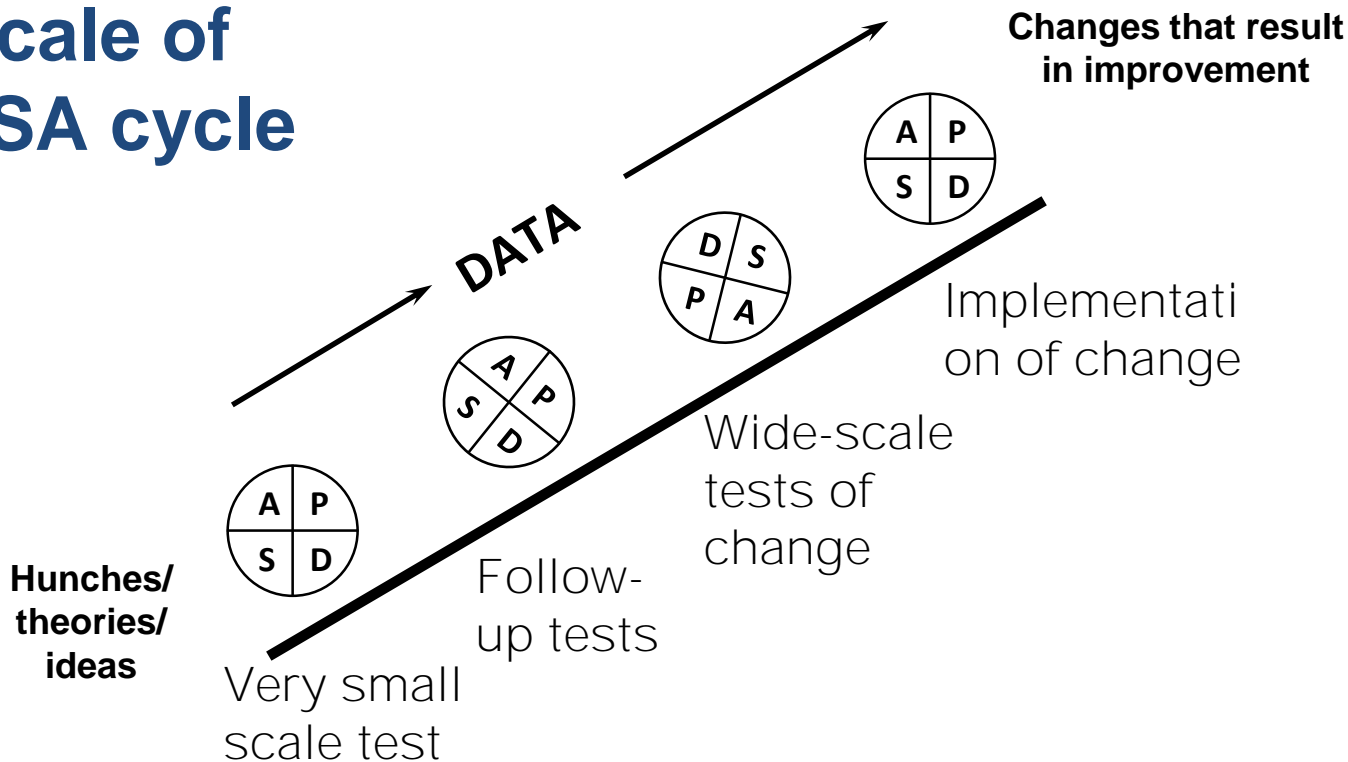 cale of
SA cycle
Changes that result
in improvement
A P
S D
DATA
D S
P A
Implementati
on of change
A P
S D
Wide-scale
tests of
change
A P
S D
Follow-
up tests
Hunches/
theories/
ideas
Very small
scale test